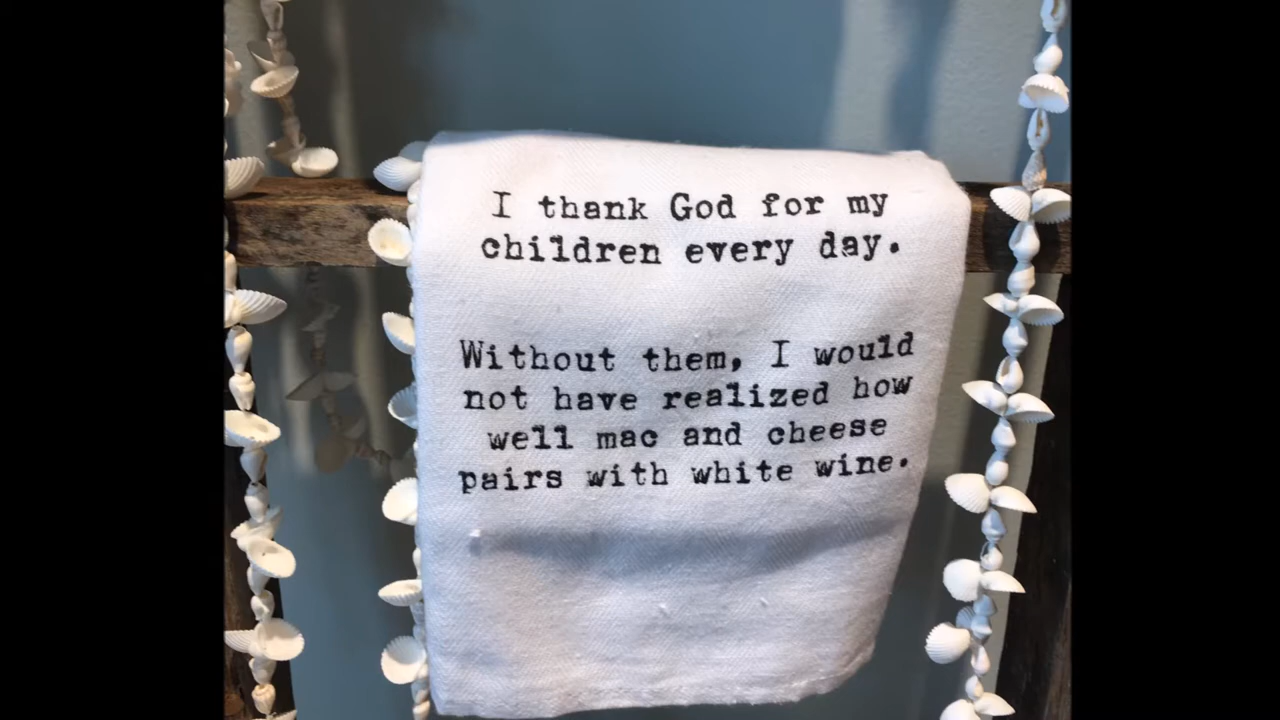 I thank God for my
children every day.
Without them, I would
not have realized how
well mac and cheese
pairs with white wine.